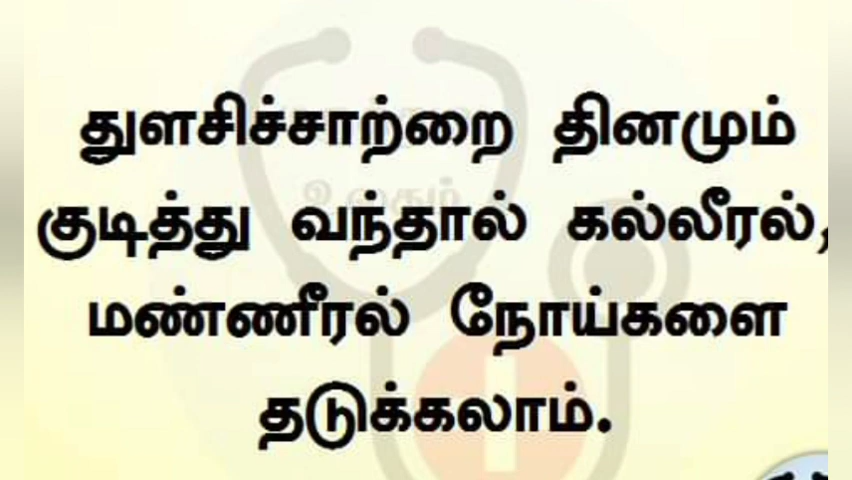 துளசிச்சாற்றை தினமும்
குடித்து வந்தால் கல்லீரல்,
மண்ணீரல் நோய்களை
தடுக்கலாம்.